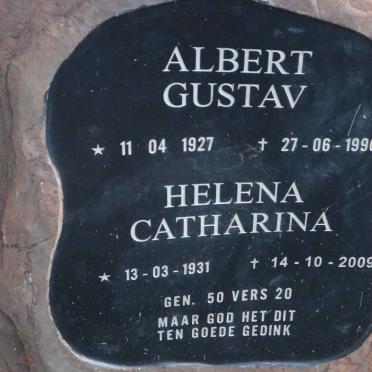 ALBERT
GUSTAV
★ 11 04 1927 ✝ 27-06-1990
HELENA
CATHARINA
★ 13-03-1931 ✝ 14-10-2009
GEN. 50 VERS 20
MAAR GOD HET DIT
TEN GOEDE GEDINK